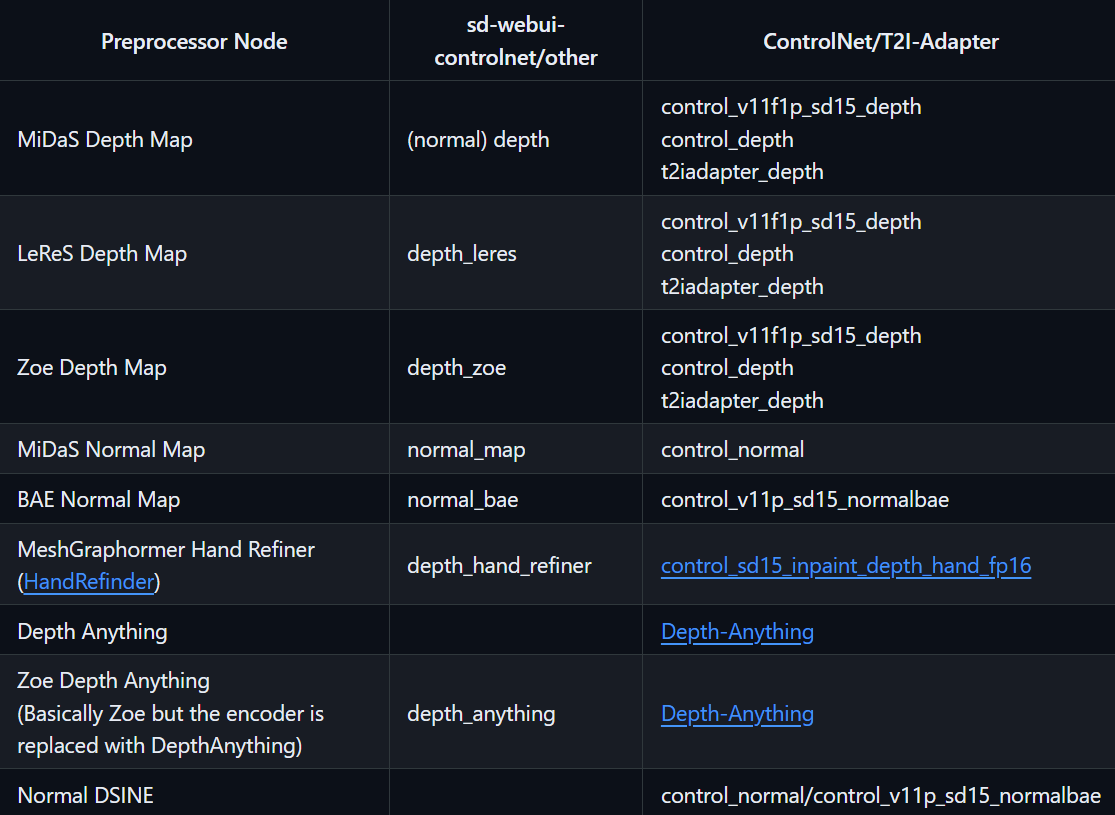 Preprocessor Node
sd-webui-
controlnet/other
ControlNet/T2I-Adapter
MiDaS Depth Map
(normal) depth
control_v11f1p_sd15_depth
control_depth
t2iadapter_depth
LeReS Depth Map
depth_leres
control_v11f1p_sd15_depth
control_depth
t2iadapter_depth
Zoe Depth Map
depth_zoe
control_v11f1p_sd15_depth
control_depth
t2iadapter_depth
MiDaS Normal Map
normal_map
control_normal
BAE Normal Map
normal_bae
control_v11p_sd15_normalbae
MeshGraphormer Hand Refiner
(HandRefinder)
depth_hand_refiner
control_sd15_inpaint_depth_hand_fp16
Depth Anything
Depth-Anything
Zoe Depth Anything
(Basically Zoe but the encoder is
replaced with DepthAnything)
depth_anything
Depth-Anything
Normal DSINE
control_normal/control_v11p_sd15_normalbae